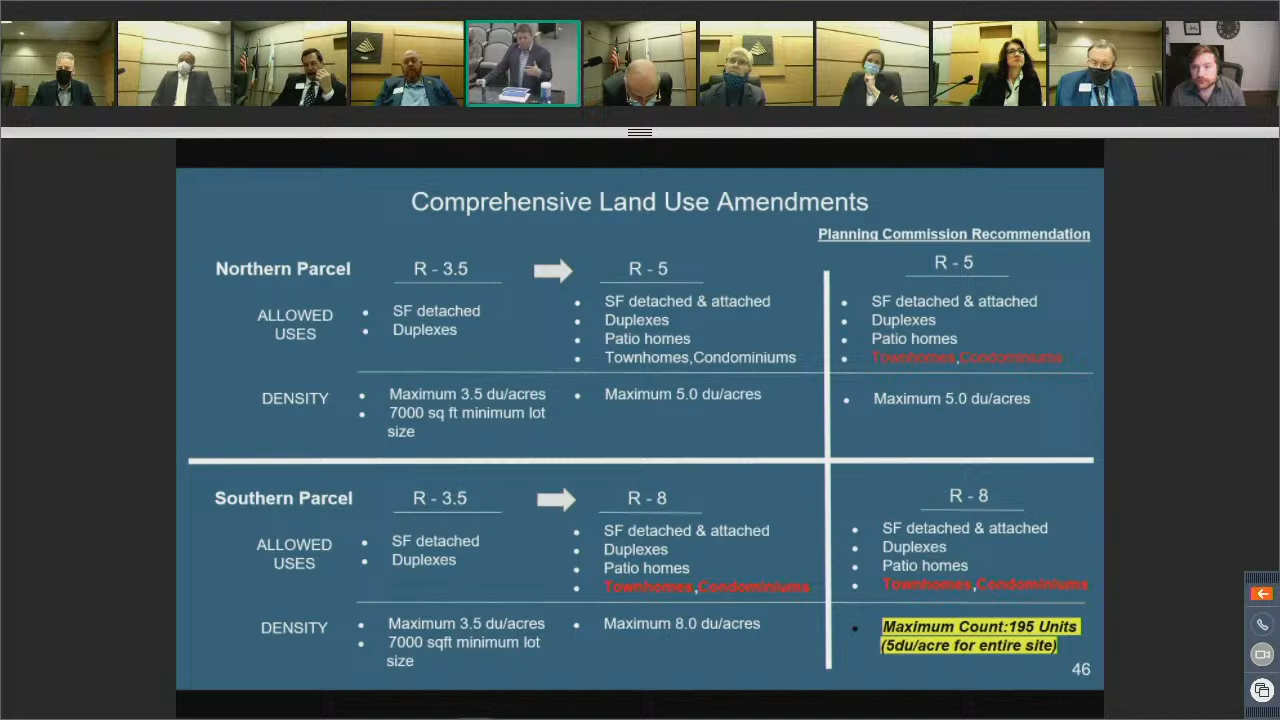 Comprehensive Land Use Amendments
Planning Commission Recommendation
Northern Parcel
R - 3.5
R - 5
R - 5
ALLOWED
USES
• SF detached
• Duplexes
• SF detached & attached
• Duplexes
• Patio homes
• Townhomes,Condominiums
• SF detached & attached
• Duplexes
• Patio homes
• Townhomes,Condominiums
DENSITY
• Maximum 3.5 du/acres
• 7000 sq ft minimum lot
size
• Maximum 5.0 du/acres
• Maximum 5.0 du/acres
Southern Parcel
R - 3.5
R - 8
R - 8
ALLOWED
USES
• SF detached
• Duplexes
• SF detached & attached
• Duplexes
• Patio homes
• Townhomes,Condominiums
• SF detached & attached
• Duplexes
• Patio homes
• Townhomes,Condominiums
DENSITY
• Maximum 3.5 du/acres
• 7000 sqft minimum lot
size
• Maximum 8.0 du/acres
• Maximum Count:195 Units
(5du/acre for entire site)
46